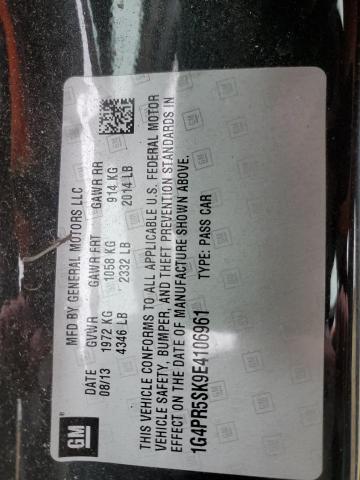 GM
MFD BY GENERAL MOTORS LLC
DATE GVWR GAWR FRT GAWR RR
08/13 1972 KG 1058 KG 914 KG
4346 LB 2332 LB 2014 LB
THIS VEHICLE CONFORMS TO ALL APPLICABLE U.S. FEDERAL MOTOR
VEHICLE SAFETY, BUMPER, AND THEFT PREVENTION STANDARDS IN
EFFECT ON THE DATE OF MANUFACTURE SHOWN ABOVE.
1G4PR5SK9E4106961 TYPE: PASS CAR